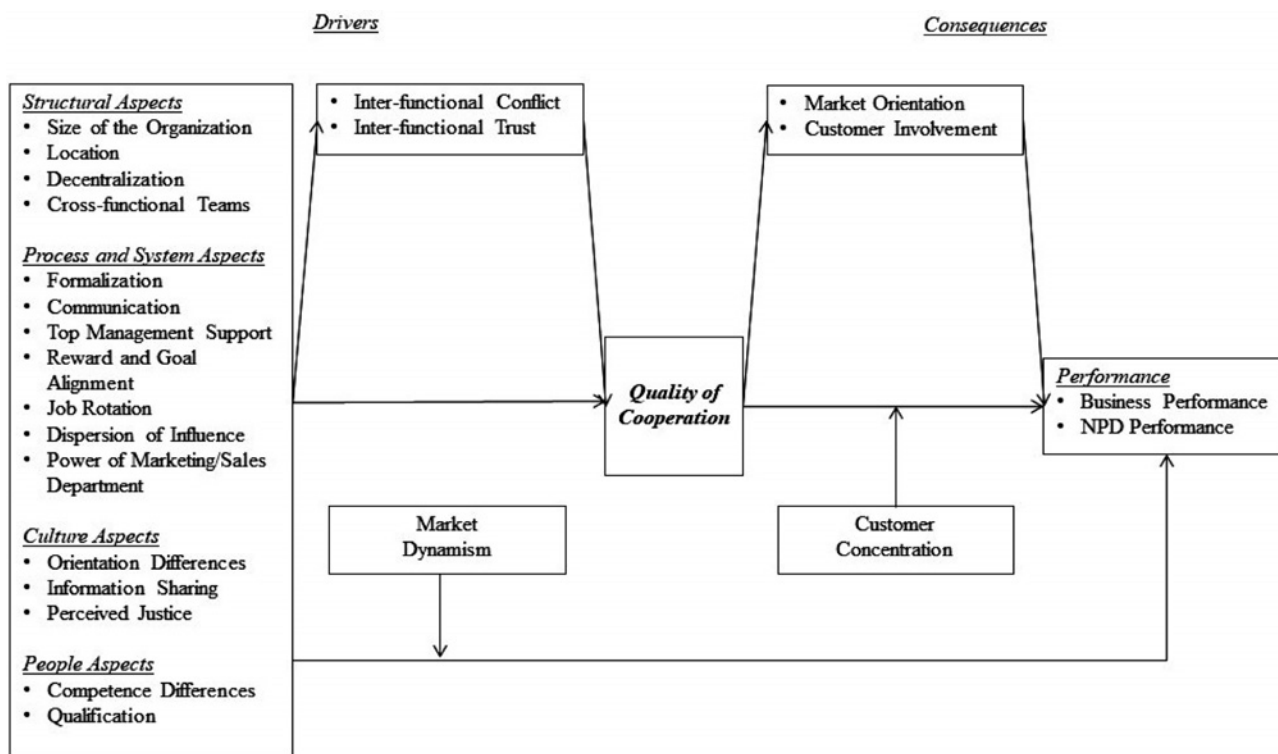 Drivers
Consequences
Structural Aspects
• Size of the Organization
• Location
• Decentralization
• Cross-functional Teams
Process and System Aspects
• Formalization
• Communication
• Top Management Support
• Reward and Goal
Alignment
• Job Rotation
• Dispersion of Influence
• Power of Marketing/Sales
Department
Culture Aspects
• Orientation Differences
• Information Sharing
• Perceived Justice
People Aspects
• Competence Differences
• Qualification
• Inter-functional Conflict
• Inter-functional Trust
Quality of
Cooperation
Market
Dynamism
• Market Orientation
• Customer Involvement
Customer
Concentration
Performance
• Business Performance
• NPD Performance